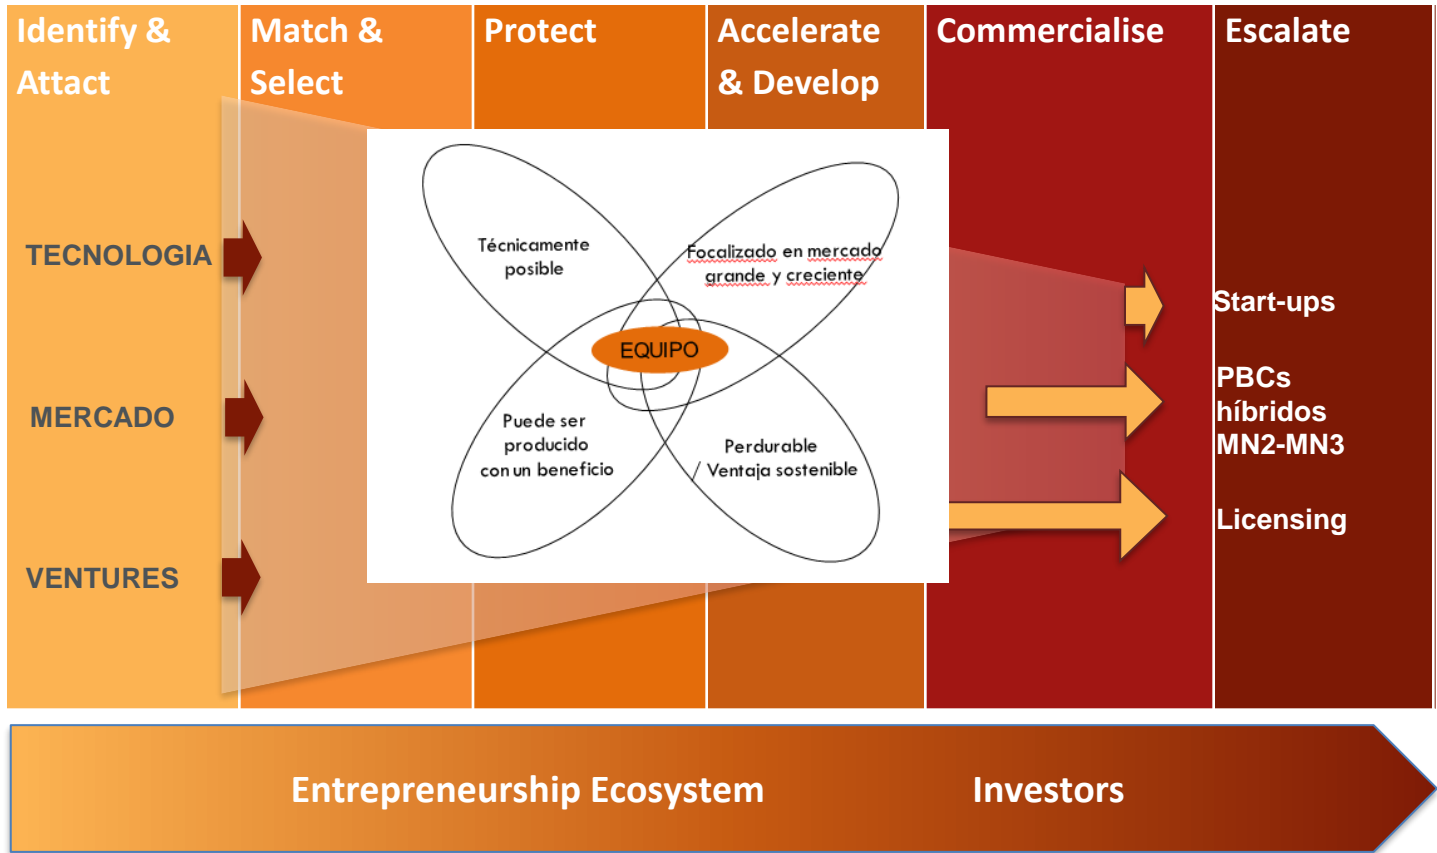 Identify &
Attact
Match &
Select
Protect
Accelerate
& Develop
Commercialise
Escalate
TECNOLOGIA
MERCADO
VENTURES
Técnicamente
posible
Focalizado en mercado
grande y creciente
EQUIPO
Puede ser
producido
con un beneficio
Perdurable
/ Ventaja sostenible
Start-ups
PBCs
híbridos
MN2-MN3
Licensing
Entrepreneurship Ecosystem
Investors